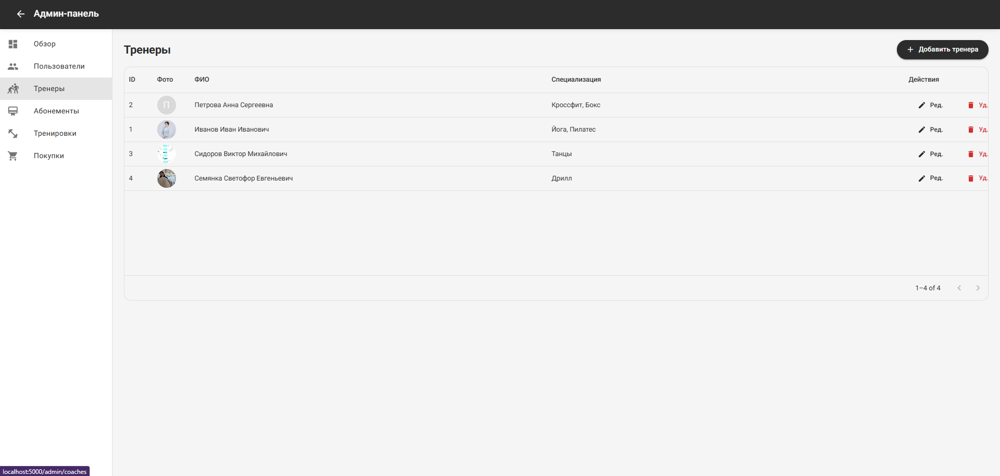 Админ-панель
Обзор
Пользователи
Тренеры
Абонементы
Тренировки
Покупки
Тренеры
Добавить тренера
ID Фото ФИО Специализация Действия
2 П Петрова Анна Сергеевна Кроссфит, Бокс Ред. Уд.
1 Иванов Иван Иванович Йога, Пилатес Ред. Уд.
3 Сидоров Виктор Михайлович Танцы Ред. Уд.
4 Семянка Светофор Евгеньевич Дрилл Ред. Уд.
1–4 of 4
localhost:5000/admin/coaches